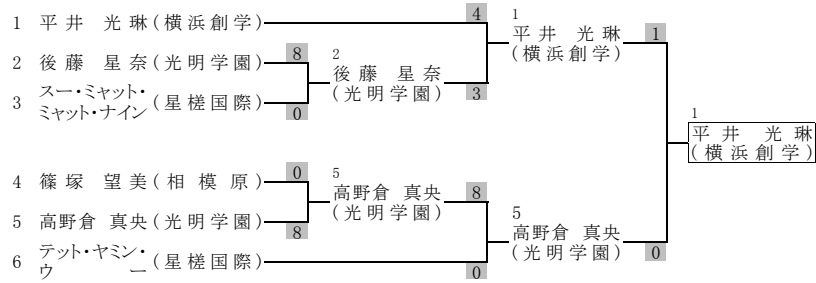 1 平井 光琳(横浜創学)
4
1
平井 光琳
(横浜創学)
1
2 後藤 星奈(光明学園)
8
2
後藤 星奈
(光明学園)
3
3 スー・ミャット・
ミャット・ナイン(星槎国際)
0
1
平井 光琳
(横浜創学)
4 篠塚 望美(相模原)
0
5
高野倉 真央
(光明学園)
8
5 高野倉 真央(光明学園)
8
5
高野倉 真央
(光明学園)
0
6 テット・ヤミン・
ウー(星槎国際)
0